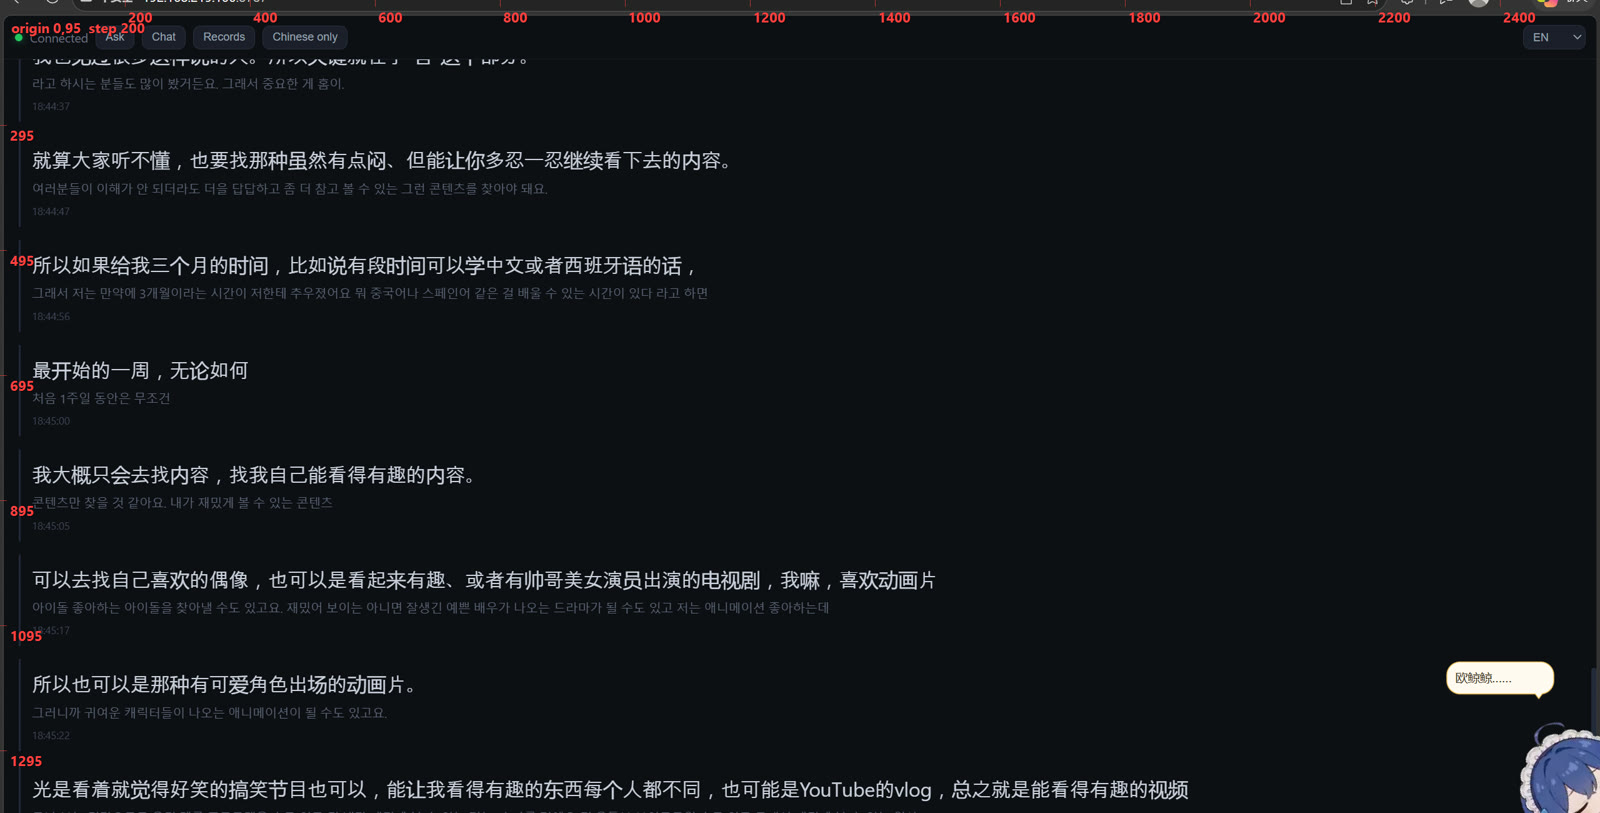 200 400 600 800 1000 1200 1400 1600 1800 2000 2200 2400
origin 0,95 step 200
Connected Ask Chat Records Chinese only EN
라고 하시는 분들도 많이 봤거든요. 그래서 중요한 게 홈이.
18:44:37
295
就算大家听不懂，也要找那种虽然有点闷、但能让你多忍一忍继续看下去的内容。
여러분들이 이해가 안 되더라도 더을 답답하고 좀 더 참고 볼 수 있는 그런 콘텐츠를 찾아야 돼요.
18:44:47
495
所以如果给我三个月的时间，比如说有段时间可以学中文或者西班牙语的话，
그래서 저는 만약에 3개월이라는 시간이 저한테 추우졌어요 뭐 중국어나 스페인어 같은 걸 배울 수 있는 시간이 있다 라고 하면
18:44:56
最开始的一周，无论如何
695
처음 1주일 동안은 무조건
18:45:00
我大概只会去找内容，找我自己能看得有趣的内容。
콘텐츠만 찾을 것 같아요. 내가 재밌게 볼 수 있는 콘텐츠
895
18:45:05
可以去找自己喜欢的偶像，也可以是看起来有趣、或者有帅哥美女演员出演的电视剧，我嘛，喜欢动画片
아이돌 좋아하는 아이돌을 찾아낼 수도 있고요. 재밌어 보이는 아니면 잘생긴 예쁜 배우가 나오는 드라마가 될 수도 있고 저는 애니메이션 좋아하는데
18:45:17
1095
所以也可以是那种有可爱角色出场的动画片。
欧鲸鲸......
그러니까 귀여운 캐릭터들이 나오는 애니메이션이 될 수도 있고요.
18:45:22
1295
光是看着就觉得好笑的搞笑节目也可以，能让我看得有趣的东西每个人都不同，也可能是YouTube的vlog，总之就是能看得有趣的视频